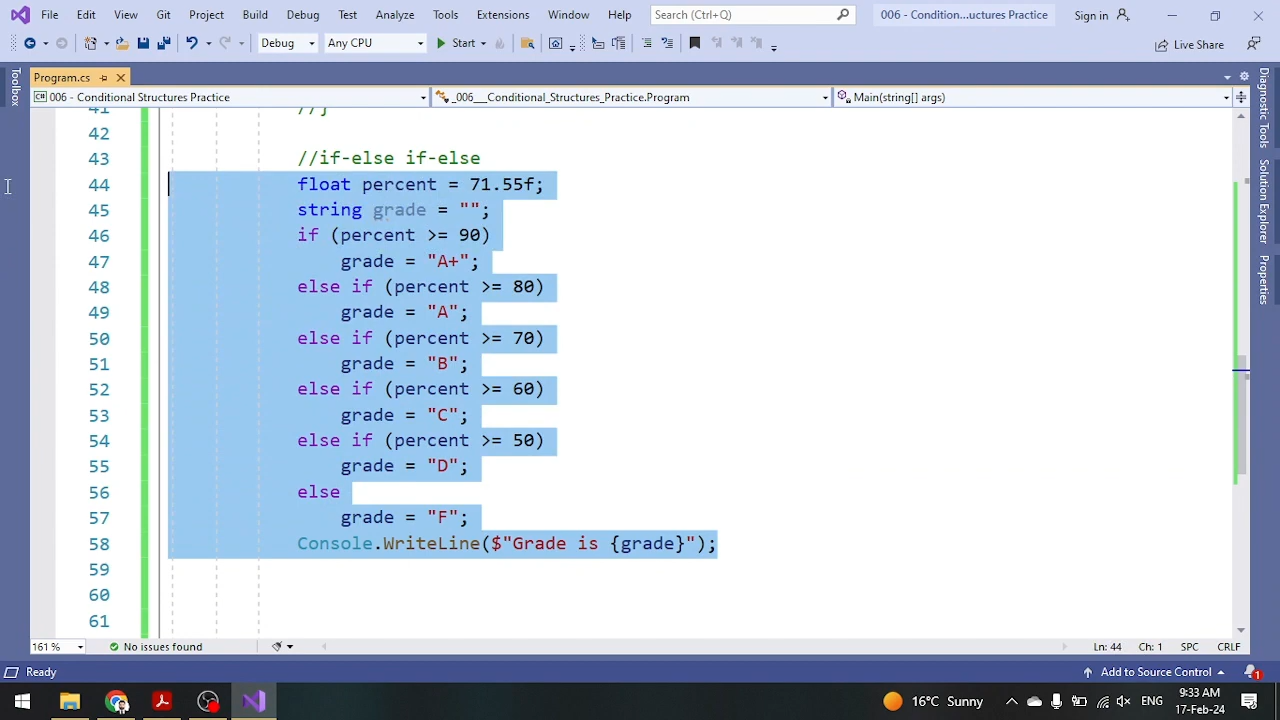 File Edit View Git Project Build Debug Test Analyze Tools Extensions Window Help Search (Ctrl+Q) 006 - Condition...uctures Practice Sign in
Debug Any CPU Start Live Share
Toolbox
Program.cs
006 - Conditional Structures Practice _006___Conditional_Structures_Practice.Program Main(string[] args)
41 //}
42
43 //if-else if-else
44 float percent = 71.55f;
45 string grade = "";
46 if (percent >= 90)
47 grade = "A+";
48 else if (percent >= 80)
49 grade = "A";
50 else if (percent >= 70)
51 grade = "B";
52 else if (percent >= 60)
53 grade = "C";
54 else if (percent >= 50)
55 grade = "D";
56 else
57 grade = "F";
58 Console.WriteLine($"Grade is {grade}");
59
60
61
Diagnostic Tools
Solution Explorer
Properties
161 % No issues found Ln: 44 Ch: 1 SPC CRLF
Ready Add to Source Control 1
16°C Sunny ENG 9:33 AM
17-Feb-24